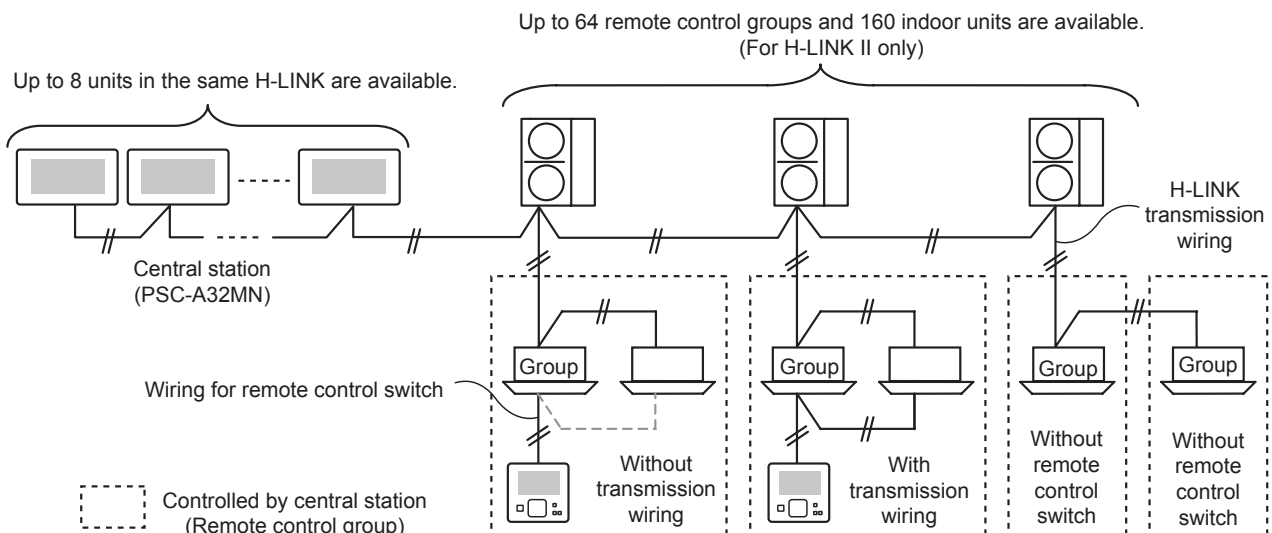 Up to 64 remote control groups and 160 indoor units are available.
(For H-LINK II only)
Up to 8 units in the same H-LINK are available.
H-LINK
transmission
wiring
Central station
(PSC-A32MN)
Group
Group
Group
Group
Wiring for remote control switch
Without
transmission
wiring
With
transmission
wiring
Without
remote
control
switch
Without
remote
control
switch
Controlled by central station
(Remote control group)